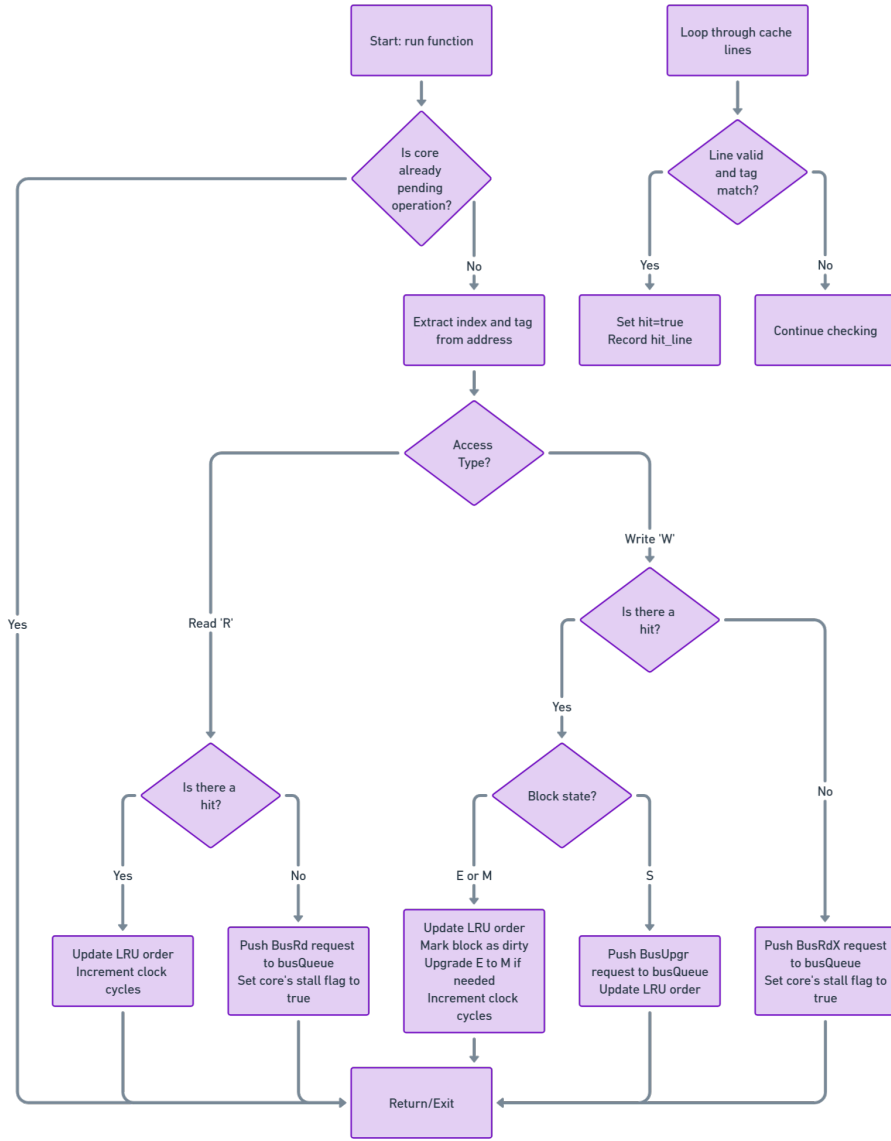 Start: run function
Loop through cache
lines
Is
core
already
pending
operation?
Line valid
and tag
match?
No
Yes
No
Extract index and tag
from address
Set hit=true
Record hit_line
Continue checking
Access
Type?
Write 'W'
Yes
Read 'R'
Is there a
hit?
Yes
Is there a
hit?
Block state?
No
Yes
No
E or M
S
Update LRU order
Increment clock
cycles
Push BusRd request
to busQueue
Set core's stall flag to
true
Update LRU order
Mark block as dirty
Upgrade E to M if
needed
Increment clock
cycles
Push BusUpgr
request to busQueue
Update LRU order
Push BusRdX request
to busQueue
Set core's stall flag to
true
Return/Exit